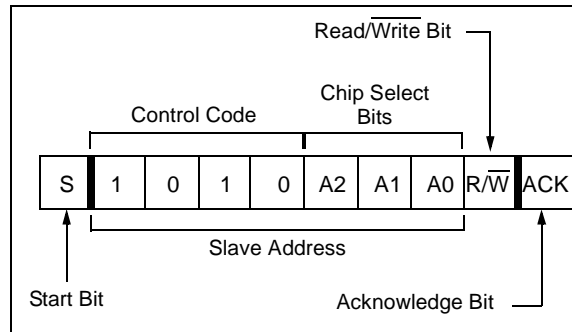 Read/Write Bit
Chip Select
Bits
Control Code
S 1 0 1 0 A2 A1 A0 R/W ACK
Slave Address
Start Bit
Acknowledge Bit